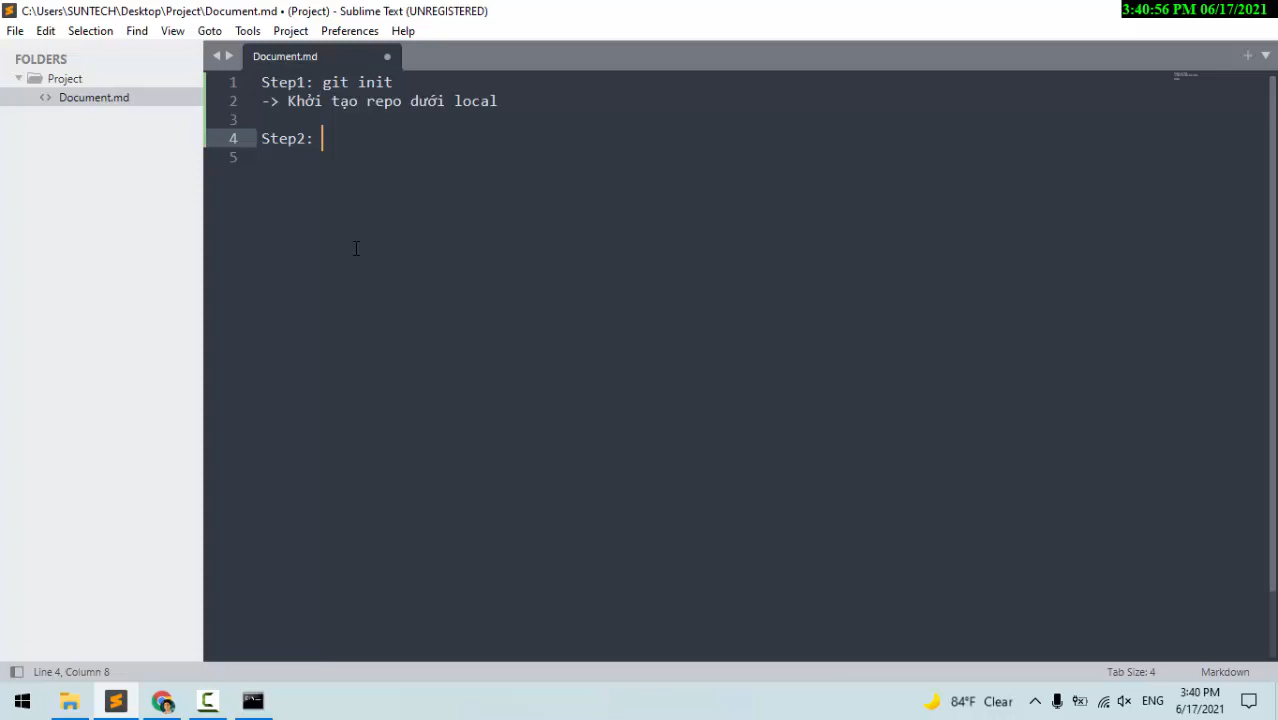 C:\Users\SUNTECH\Desktop\Project\Document.md • (Project) - Sublime Text (UNREGISTERED)
3:40:56 PM 06/17/2021
File Edit Selection Find View Goto Tools Project Preferences Help
FOLDERS
Project
Document.md
Document.md
1 Step1: git init
2 -> Khởi tạo repo dưới local
3
4 Step2:
5
Line 4, Column 8
Tab Size: 4
Markdown
84°F Clear
ENG
3:40 PM
6/17/2021